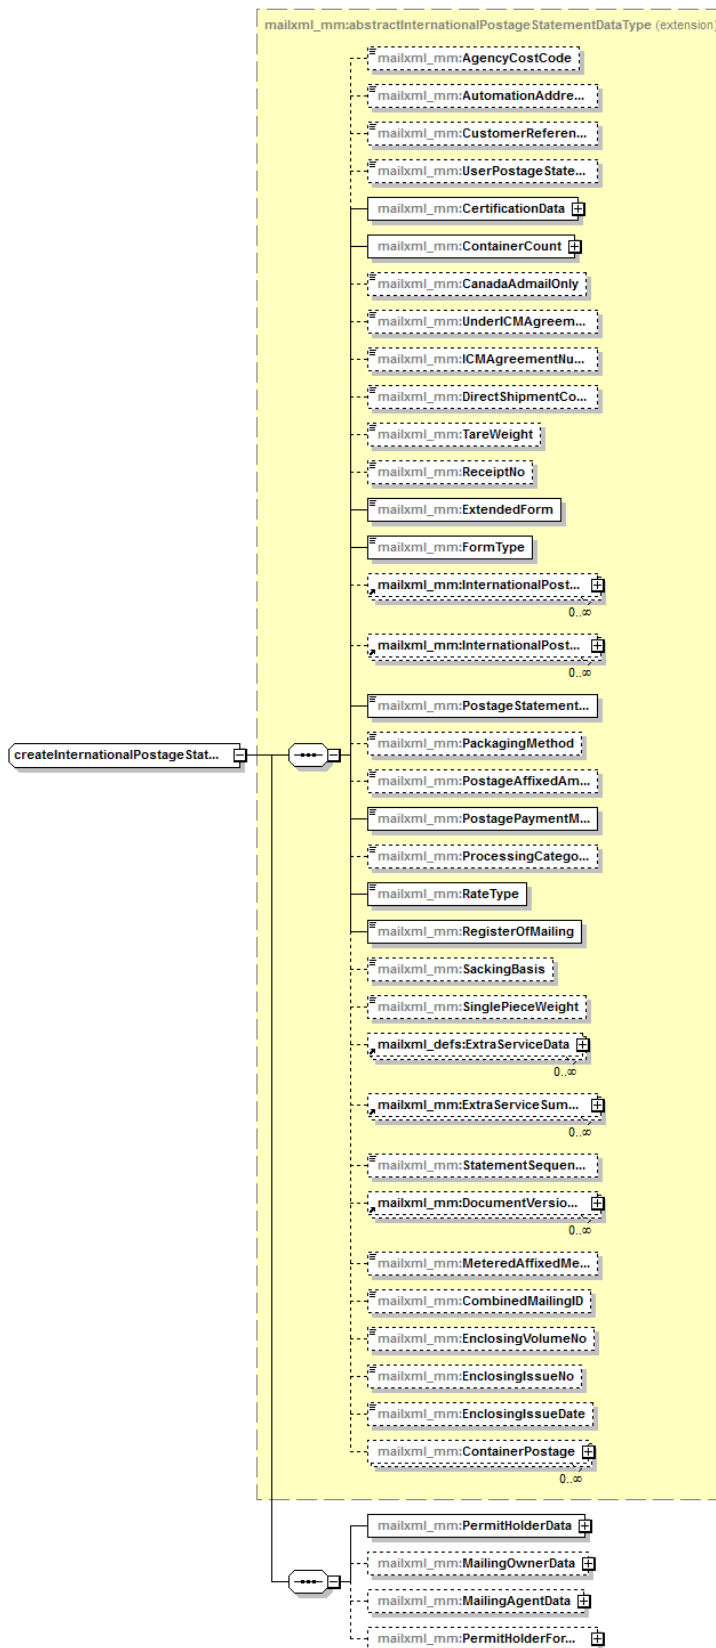 mailxml_mm:abstractInternationalPostageStatementDataType (extension)
mailxml_mm:AgencyCostCode
mailxml_mm:AutomationAddre...
mailxml_mm:CustomerReferen...
mailxml_mm:UserPostageState...
mailxml_mm:CertificationData
mailxml_mm:ContainerCount
mailxml_mm:CanadaAdmailOnly
mailxml_mm:UnderICMAgreem...
mailxml_mm:ICMAgreementNu...
mailxml_mm:DirectShipmentCo...
mailxml_mm:TareWeight
mailxml_mm:ReceiptNo
mailxml_mm:ExtendedForm
mailxml_mm:FormType
mailxml_mm:InternationalPost...
0..∞
mailxml_mm:InternationalPost...
0..∞
mailxml_mm:PostageStatement...
mailxml_mm:PackagingMethod
createInternationalPostageStat...
mailxml_mm:PostageAffixedAm...
mailxml_mm:PostagePaymentM...
mailxml_mm:ProcessingCatego...
mailxml_mm:RateType
mailxml_mm:RegisterOfMailing
mailxml_mm:SackingBasis
mailxml_mm:SinglePieceWeight
mailxml_defs:ExtraServiceData
0..∞
mailxml_mm:ExtraServiceSum...
0..∞
mailxml_mm:StatementSequen...
mailxml_mm:DocumentVersio...
0..∞
mailxml_mm:MeteredAffixedMe...
mailxml_mm:CombinedMailingID
mailxml_mm:EnclosingVolumeNo
mailxml_mm:EnclosingIssueNo
mailxml_mm:EnclosingIssueDate
mailxml_mm:ContainerPostage
0..∞
mailxml_mm:PermitHolderData
mailxml_mm:MailingOwnerData
mailxml_mm:MailingAgentData
mailxml_mm:PermitHolderFor...